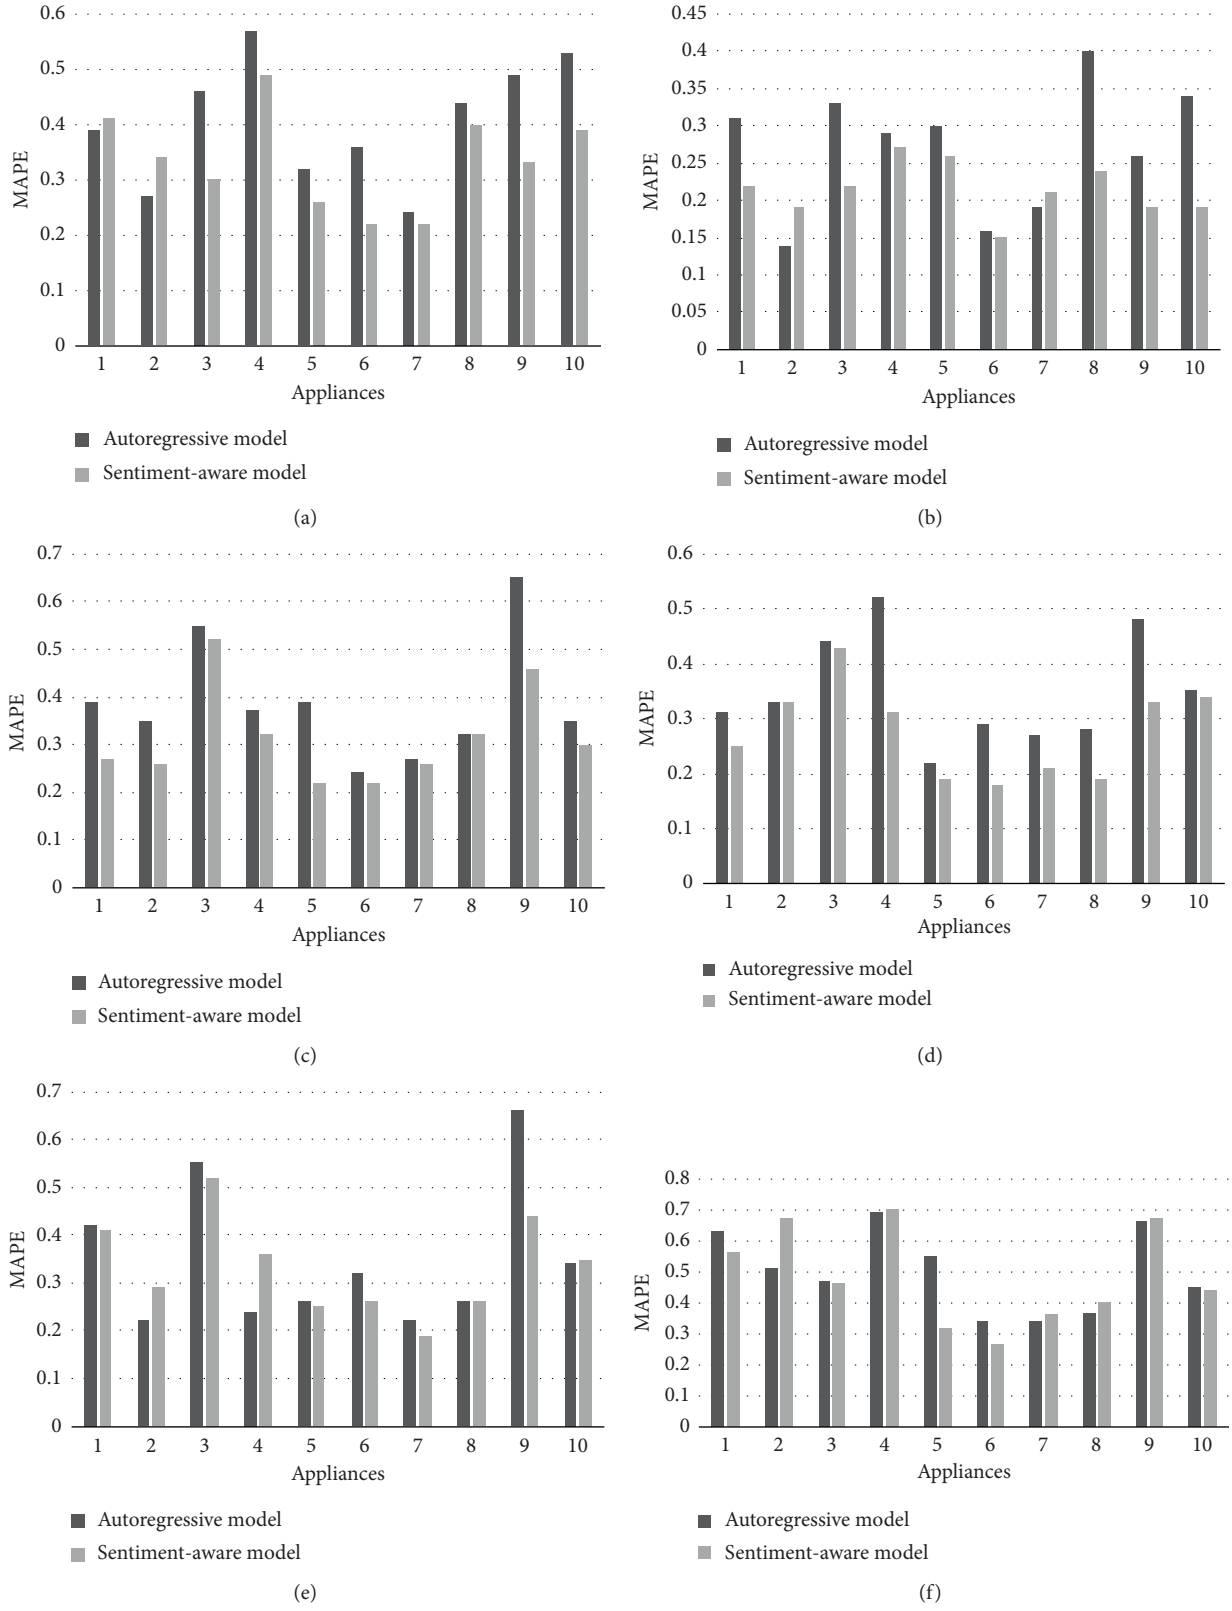 0.6
0.5
0.4
0.3
0.2
0.1
0
MAPE
1 2 3 4 5 6 7 8 9 10
Appliances
Autoregressive model
Sentiment-aware model
(a)
0.45
0.4
0.35
0.3
0.25
0.2
0.15
0.1
0.05
0
MAPE
1 2 3 4 5 6 7 8 9 10
Appliances
Autoregressive model
Sentiment-aware model
(b)
0.7
0.6
0.5
0.4
0.3
0.2
0.1
0
MAPE
1 2 3 4 5 6 7 8 9 10
Appliances
Autoregressive model
Sentiment-aware model
(c)
0.6
0.5
0.4
0.3
0.2
0.1
0
MAPE
1 2 3 4 5 6 7 8 9 10
Appliances
Autoregressive model
Sentiment-aware model
(d)
0.7
0.6
0.5
0.4
0.3
0.2
0.1
0
MAPE
1 2 3 4 5 6 7 8 9 10
Appliances
Autoregressive model
Sentiment-aware model
(e)
0.8
0.7
0.6
0.5
0.4
0.3
0.2
0.1
0
MAPE
1 2 3 4 5 6 7 8 9 10
Appliances
Autoregressive model
Sentiment-aware model
(f)